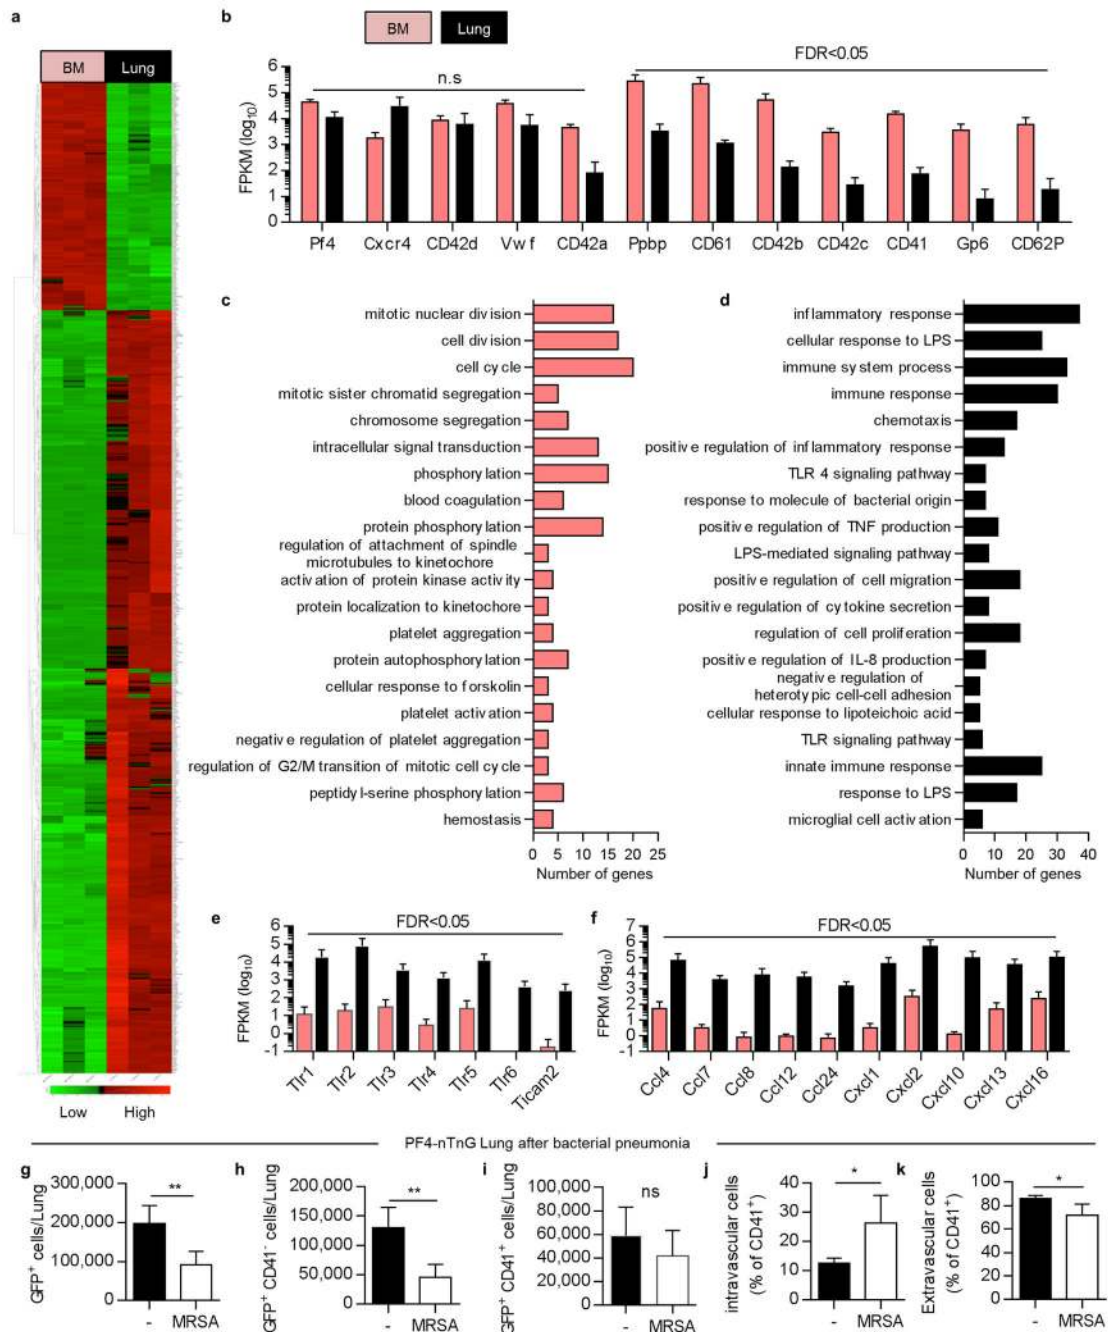 a
BM
Lung
Low
High
b
BM
Lung
n.s
FDR<0.05
FPKM (log10)
6
5
4
3
2
1
0
Pf4
Cxcr4
CD42d
Vwf
CD42a
Ppbp
CD61
CD42b
CD42c
CD41
Gp6
CD62P
c
mitotic nuclear division
cell division
cell cycle
mitotic sister chromatid segregation
chromosome segregation
intracellular signal transduction
phosphorylation
blood coagulation
protein phosphorylation
regulation of attachment of spindle
microtubules to kinetochore
activation of protein kinase activity
protein localization to kinetochore
platelet aggregation
protein autophosphorylation
cellular response to forskolin
platelet activation
negative regulation of platelet aggregation
regulation of G2/M transition of mitotic cell cycle
peptidyl-serine phosphorylation
hemostasis
0 5 10 15 20 25
Number of genes
d
inflammatory response
cellular response to LPS
immune system process
immune response
chemotaxis
positive regulation of inflammatory response
TLR 4 signaling pathway
response to molecule of bacterial origin
positive regulation of TNF production
LPS-mediated signaling pathway
positive regulation of cell migration
positive regulation of cytokine secretion
regulation of cell proliferation
positive regulation of IL-8 production
negative regulation of
heterotypic cell-cell adhesion
cellular response to lipoteichoic acid
TLR signaling pathway
innate immune response
response to LPS
microglial cell activation
0 10 20 30 40
Number of genes
e
FDR<0.05
FPKM (log10)
6
5
4
3
2
1
0
-1
Tlr1
Tlr2
Tlr3
Tlr4
Tlr5
Tlr6
Ticam2
f
FDR<0.05
FPKM (log10)
7
6
5
4
3
2
1
0
-1
Ccl4
Ccl7
Ccl8
Ccl12
Ccl24
Cxcl1
Cxcl2
Cxcl10
Cxcl13
Cxcl16
PF4-nTnG Lung after bacterial pneumonia
g
GFP+ cells/Lung
300,000
200,000
100,000
0
**
- MRSA
h
GFP+ CD41- cells/Lung
200,000
150,000
100,000
50,000
0
**
- MRSA
i
GFP+ CD41+ cells/Lung
100,000
80,000
60,000
40,000
20,000
0
ns
- MRSA
j
intravascular cells
(% of CD41+)
40
30
20
10
0
*
- MRSA
k
Extravascular cells
(% of CD41+)
100
80
60
40
20
0
*
- MRSA